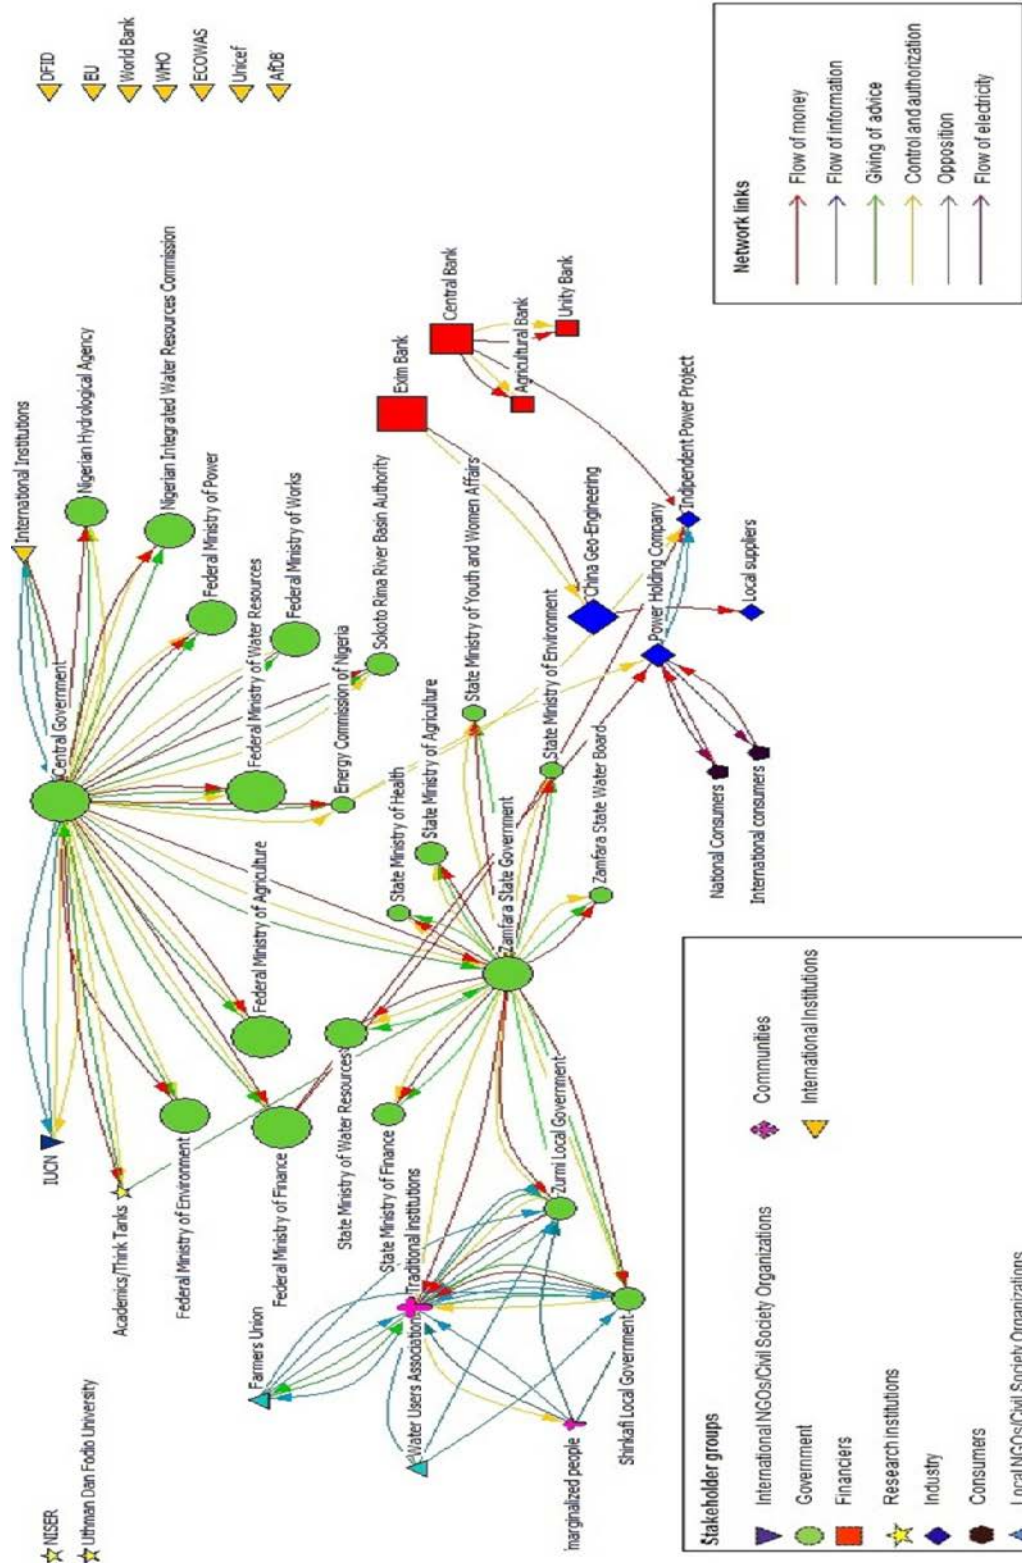 NISER
Uthman Dan Fodio University
IUCN
Academics/Think Tanks
Federal Ministry of Environment
Federal Ministry of Finance
Federal Ministry of Agriculture
Central Government
International Institutions
Nigerian Hydrological Agency
Nigerian Integrated Water Resources Commission
Federal Ministry of Power
Federal Ministry of Water Resources
Federal Ministry of Works
Energy Commission of Nigeria
Sokoto Rima River Basin Authority
DFID
EU
World Bank
WHO
ECOWAS
Unicef
AfDB
Farmers Union
Water Users Association
Traditional institutions
'marginalized people
Shinkafi Local Government
Zurmi Local Government
State Ministry of Finance
State Ministry of Water Resources
Zamfara State Government
State Ministry of Health
State Ministry of Agriculture
State Ministry of Youth and Women Affairs
State Ministry of Environment
Zamfara State Water Board
Exim Bank
Central Bank
Agricultural Bank
Unity Bank
China Geo-Engineering
Power Holding Company
Indipendent Power Project
Local suppliers
National Consumers
International consumers
Stakeholder groups
International NGOs/Civil Society Organizations
Government
Financiers
Research institutions
Industry
Consumers
Local NGOs/Civil Society Organizations
Communities
International Institutions
Network links
Flow of money
Flow of information
Giving of advice
Control and authorization
Opposition
Flow of electricity